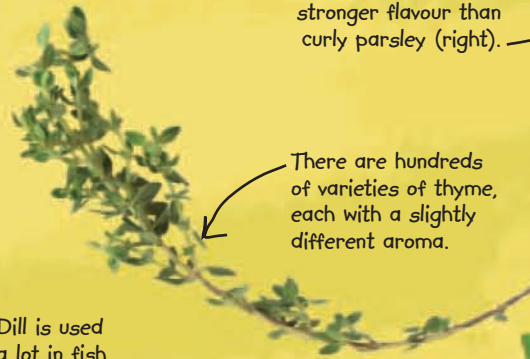 stronger flavour than
curly parsley (right).
There are hundreds
of varieties of thyme,
each with a slightly
different aroma.
Dill is used
a lot in fish